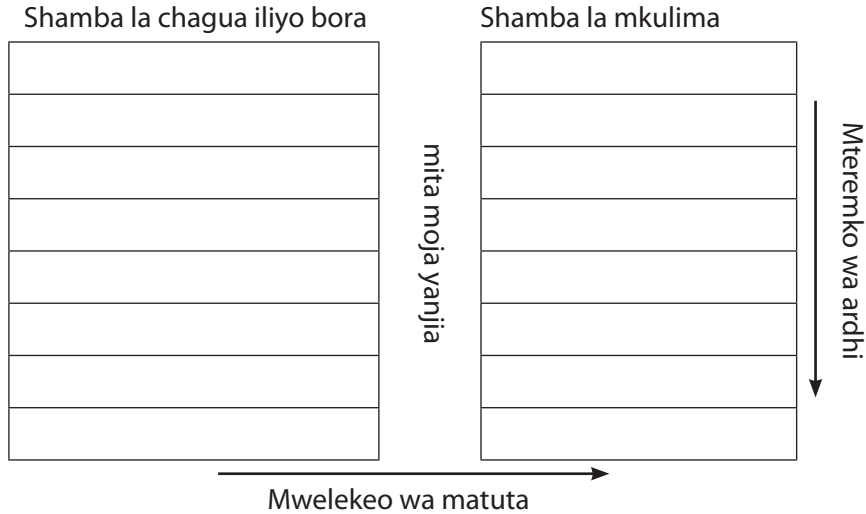 Shamba la chagua iliyo bora
Shamba la mkulima
mita moja yanjia
Mteremko wa ardhi
Mwelekeo wa matuta